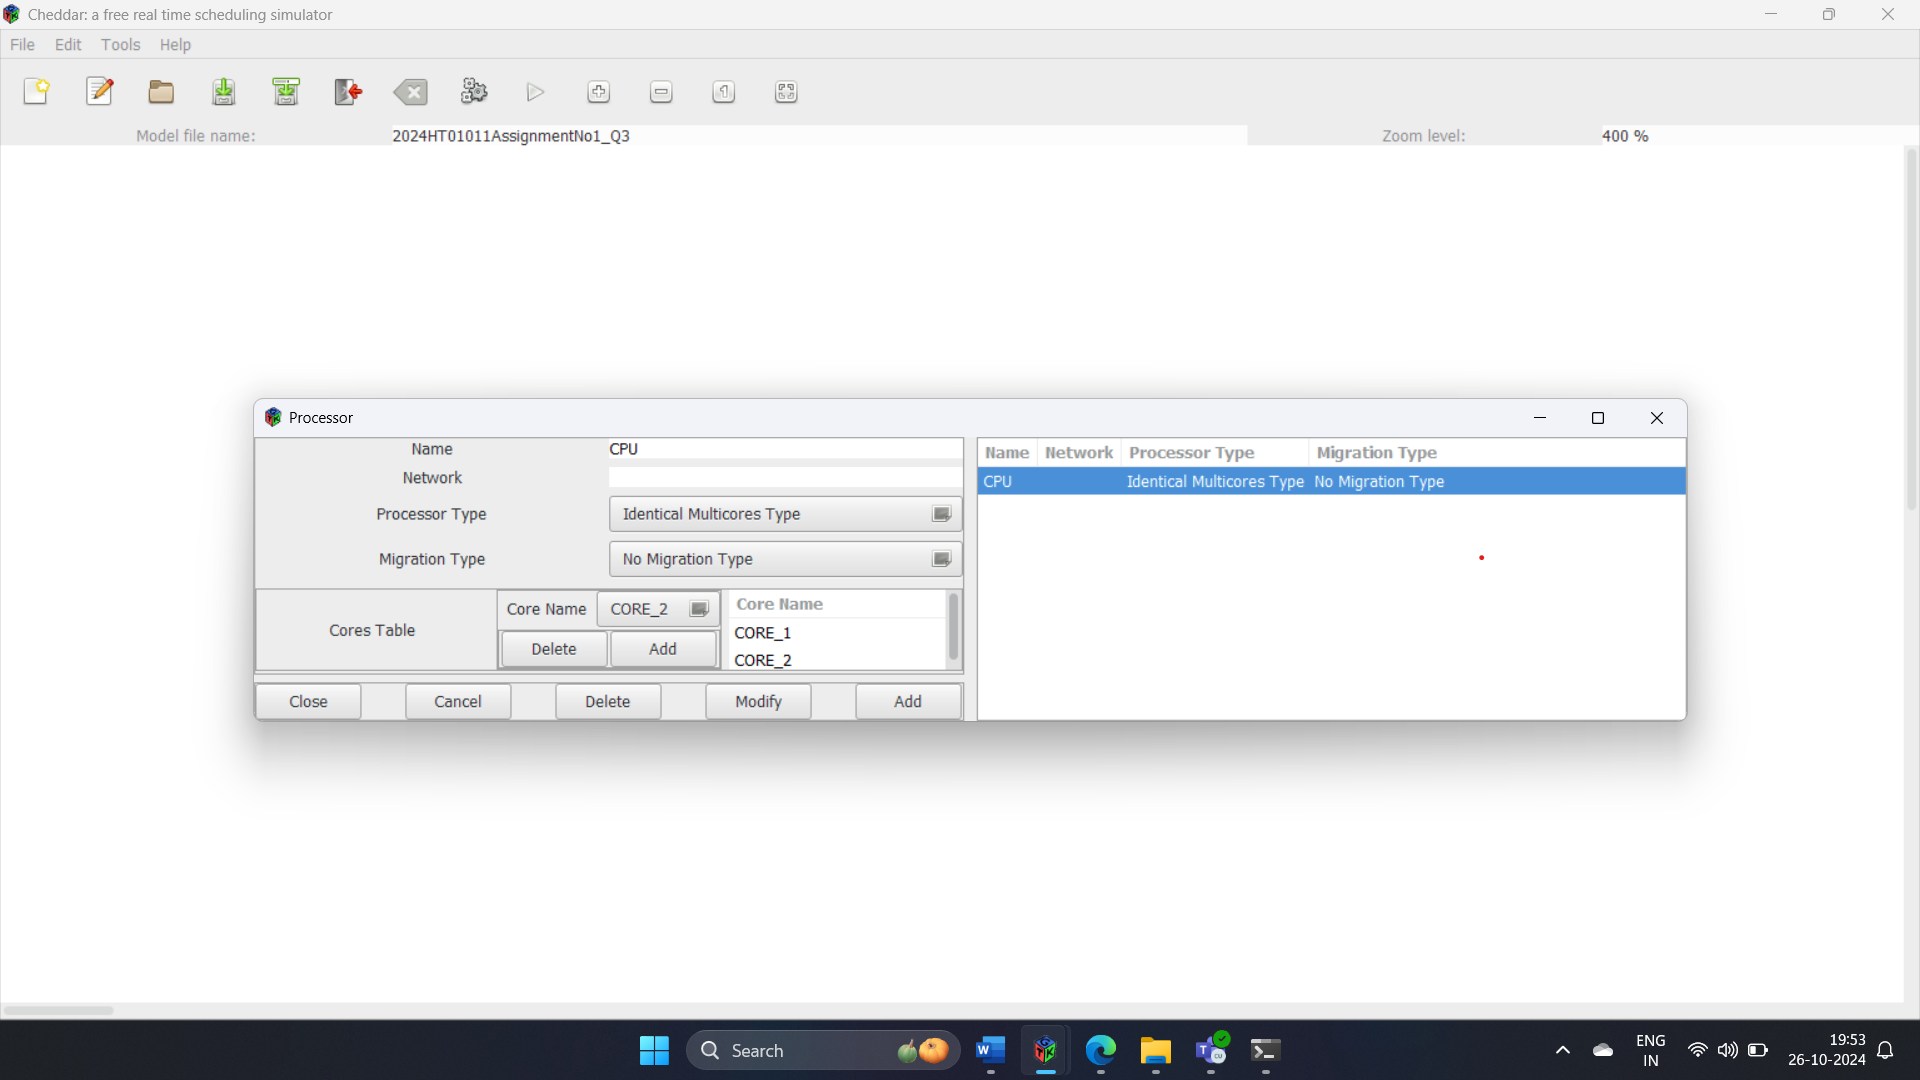 Cheddar: a free real time scheduling simulator
File Edit Tools Help
Model file name: 2024HT01011AssignmentNo1_Q3 Zoom level: 400 %
Processor
Name CPU
Network
Processor Type Identical Multicores Type
Migration Type No Migration Type
Cores Table
Core Name CORE_2
Delete Add
Core Name
CORE_1
CORE_2
Close Cancel Delete Modify Add
Name Network Processor Type Migration Type
CPU Identical Multicores Type No Migration Type
Search
ENG
IN
19:53
26-10-2024